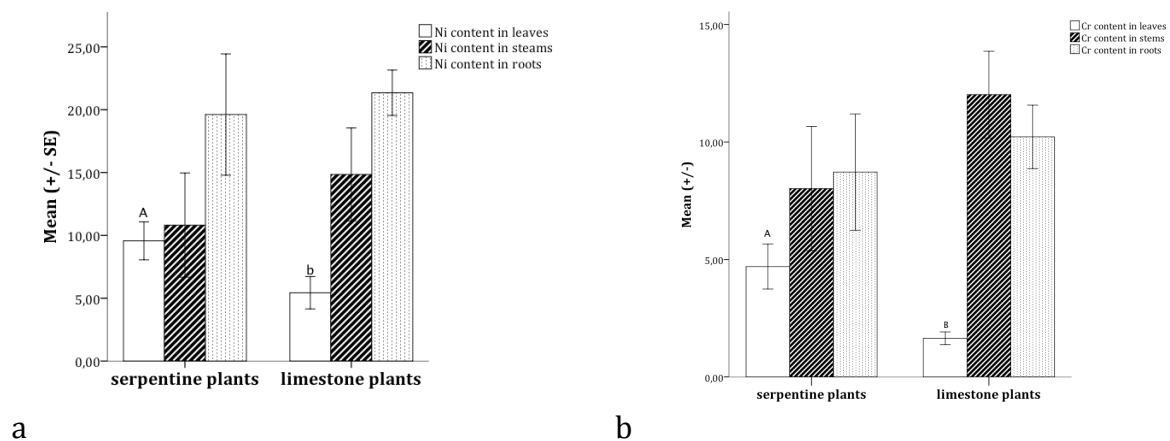 25,00
20,00
15,00
10,00
5,00
0,00
Mean (+/- SE)
A
b
serpentine plants
limestone plants
Ni content in leaves
Ni content in steams
Ni content in roots
a
15,00
10,00
5,00
0,00
Mean (+/-)
A
B
serpentine plants
limestone plants
Cr content in leaves
Cr content in stems
Cr content in roots
b